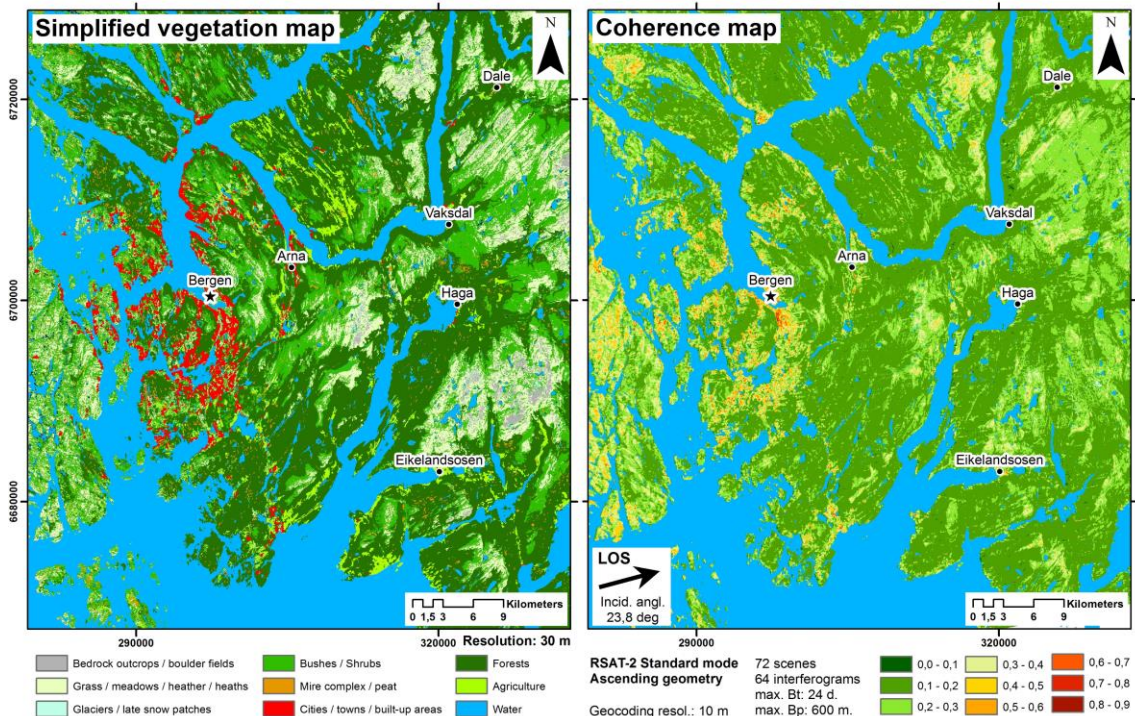 Simplified vegetation map
N
Dale
Vaksdal
Arna
Bergen
Haga
Eikelandsosen
6720000
6700000
6680000
Kilometers
0 1,5 3 6 9
290000
320000
Resolution: 30 m
Bedrock outcrops / boulder fields
Grass / meadows / heather / heaths
Glaciers / late snow patches
Bushes / Shrubs
Mire complex / peat
Cities / towns / built-up areas
Forests
Agriculture
Water
Coherence map
N
Dale
Vaksdal
Arna
Bergen
Haga
Eikelandsosen
LOS
Incid. angl.
23,8 deg
Kilometers
0 1,5 3 6 9
290000
320000
RSAT-2 Standard mode
Ascending geometry
Geocoding resol.: 10 m
72 scenes
64 interferograms
max. Bt: 24 d.
max. Bp: 600 m.
0,0 - 0,1
0,1 - 0,2
0,2 - 0,3
0,3 - 0,4
0,4 - 0,5
0,5 - 0,6
0,6 - 0,7
0,7 - 0,8
0,8 - 0,9